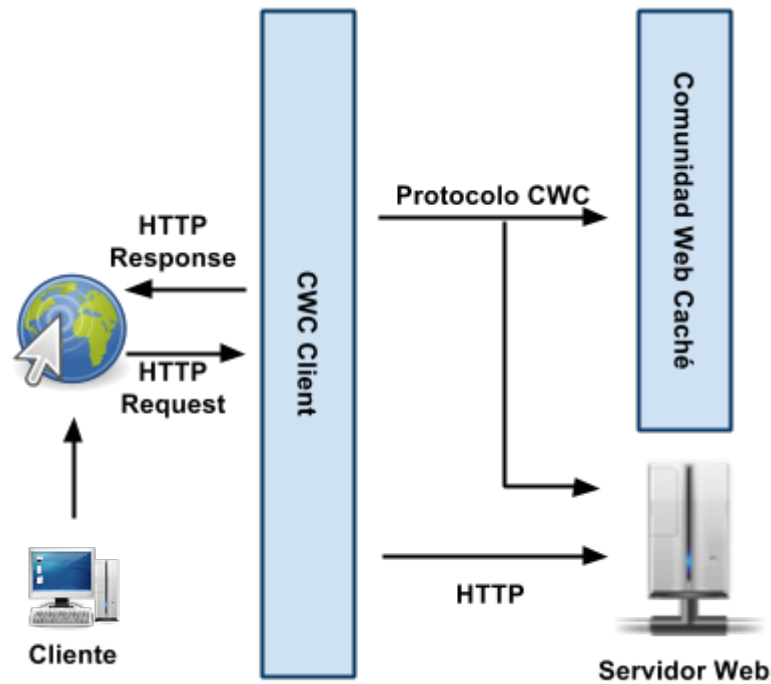 Comunidad Web Caché
Protocolo CWC
HTTP
Response
CWC Client
HTTP
Request
HTTP
Cliente
Servidor Web